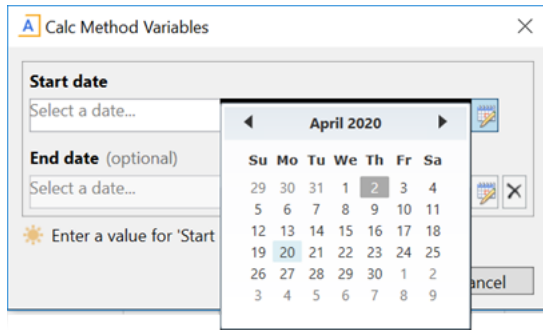 A Calc Method Variables
Start date
Select a date...
April 2020
Su Mo Tu We Th Fr Sa
29 30 31 1 2 3 4
5 6 7 8 9 10 11
12 13 14 15 16 17 18
19 20 21 22 23 24 25
26 27 28 29 30 1 2
3 4 5 6 7 8 9
End date (optional)
Select a date...
Enter a value for 'Start
ancel